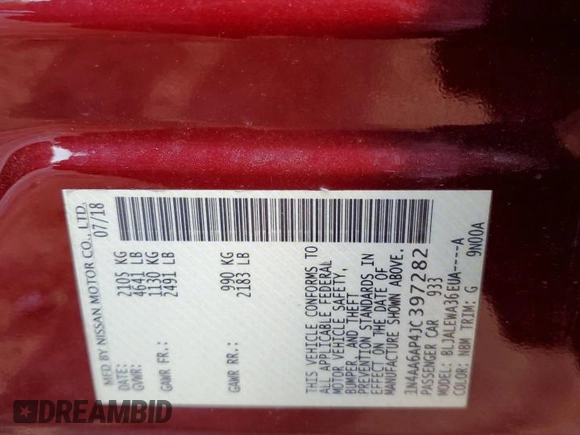 MFD BY NISSAN MOTOR CO., LTD.
DATE: 07/18
GVWR: 2105 KG
4641 LB
GAWR FR.: 1130 KG
2491 LB
GAWR RR.: 990 KG
2183 LB
THIS VEHICLE CONFORMS TO
ALL APPLICABLE FEDERAL
MOTOR VEHICLE SAFETY,
BUMPER, AND THEFT
PREVENTION STANDARDS IN
EFFECT ON THE DATE OF
MANUFACTURE SHOWN ABOVE.
1N4AA6AP4JC397282
PASSENGER CAR 933
MODEL: BLJALEWA36EUA----A
COLOR: NBM TRIM: G 9N00A
DREAMBID